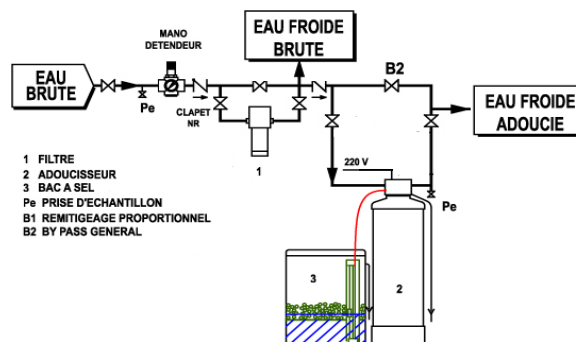 MANO
DETENDEUR
EAU FROIDE
BRUTE
EAU
BRUTE
Pe
CLAPET
NR
B2
EAU FROIDE
ADOUCIE
1
220 V
Pe
1 FILTRE
2 ADOUCISSEUR
3 BAC A SEL
Pe PRISE D'ECHANTILLON
B1 REMITIGEAGE PROPORTIONNEL
B2 BY PASS GENERAL
3
2